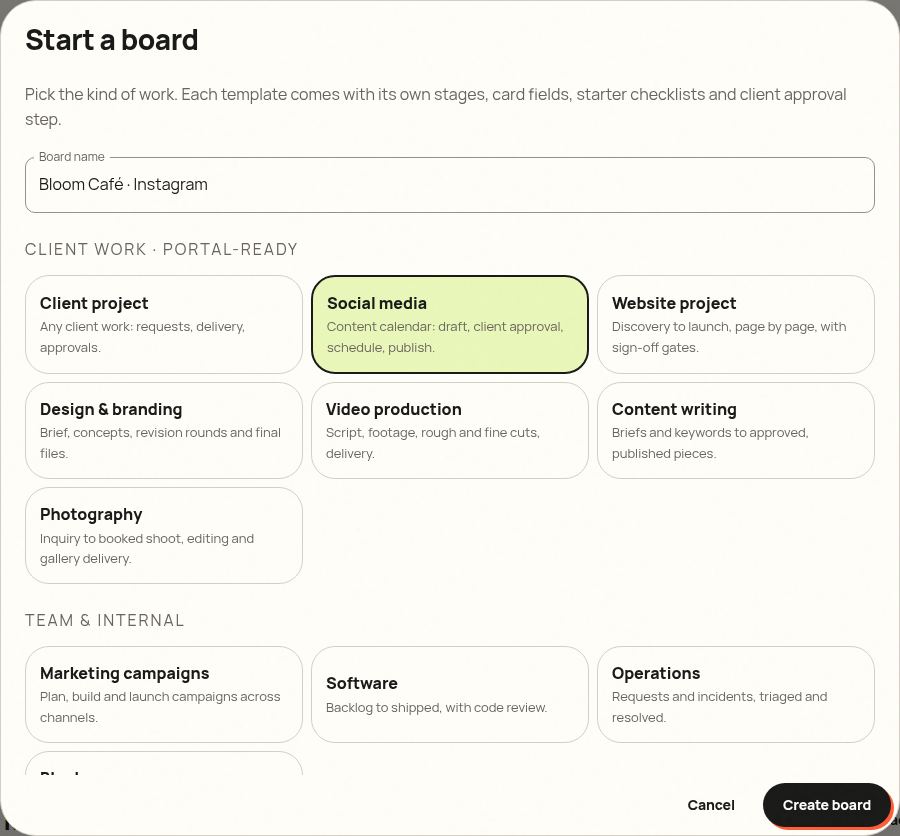 Start a board
Pick the kind of work. Each template comes with its own stages, card fields, starter checklists and client approval
step.
Board name
Bloom Café · Instagram
CLIENT WORK · PORTAL-READY
Client project
Any client work: requests, delivery,
approvals.
Social media
Content calendar: draft, client approval,
schedule, publish.
Website project
Discovery to launch, page by page, with
sign-off gates.
Design & branding
Brief, concepts, revision rounds and final
files.
Video production
Script, footage, rough and fine cuts,
delivery.
Content writing
Briefs and keywords to approved,
published pieces.
Photography
Inquiry to booked shoot, editing and
gallery delivery.
TEAM & INTERNAL
Marketing campaigns
Plan, build and launch campaigns across
channels.
Software
Backlog to shipped, with code review.
Operations
Requests and incidents, triaged and
resolved.
Cancel
Create board